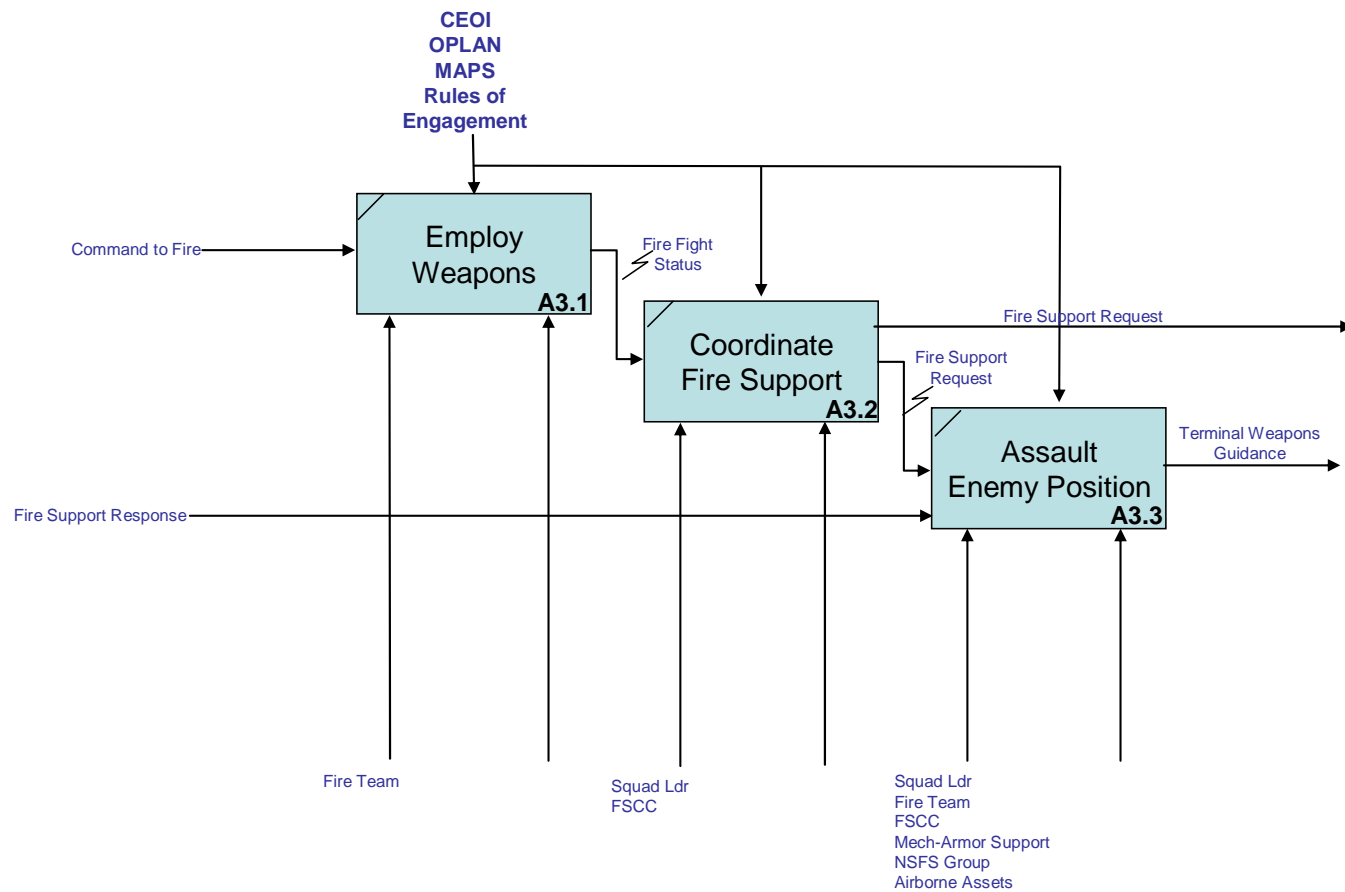 CEOI
OPLAN
MAPS
Rules of
Engagement
Command to Fire
Employ
Weapons
A3.1
Fire Fight
Status
Coordinate
Fire Support
A3.2
Fire Support Request
Fire Support
Request
Assault
Enemy Position
A3.3
Terminal Weapons
Guidance
Fire Support Response
Fire Team
Squad Ldr
FSCC
Squad Ldr
Fire Team
FSCC
Mech-Armor Support
NSFS Group
Airborne Assets